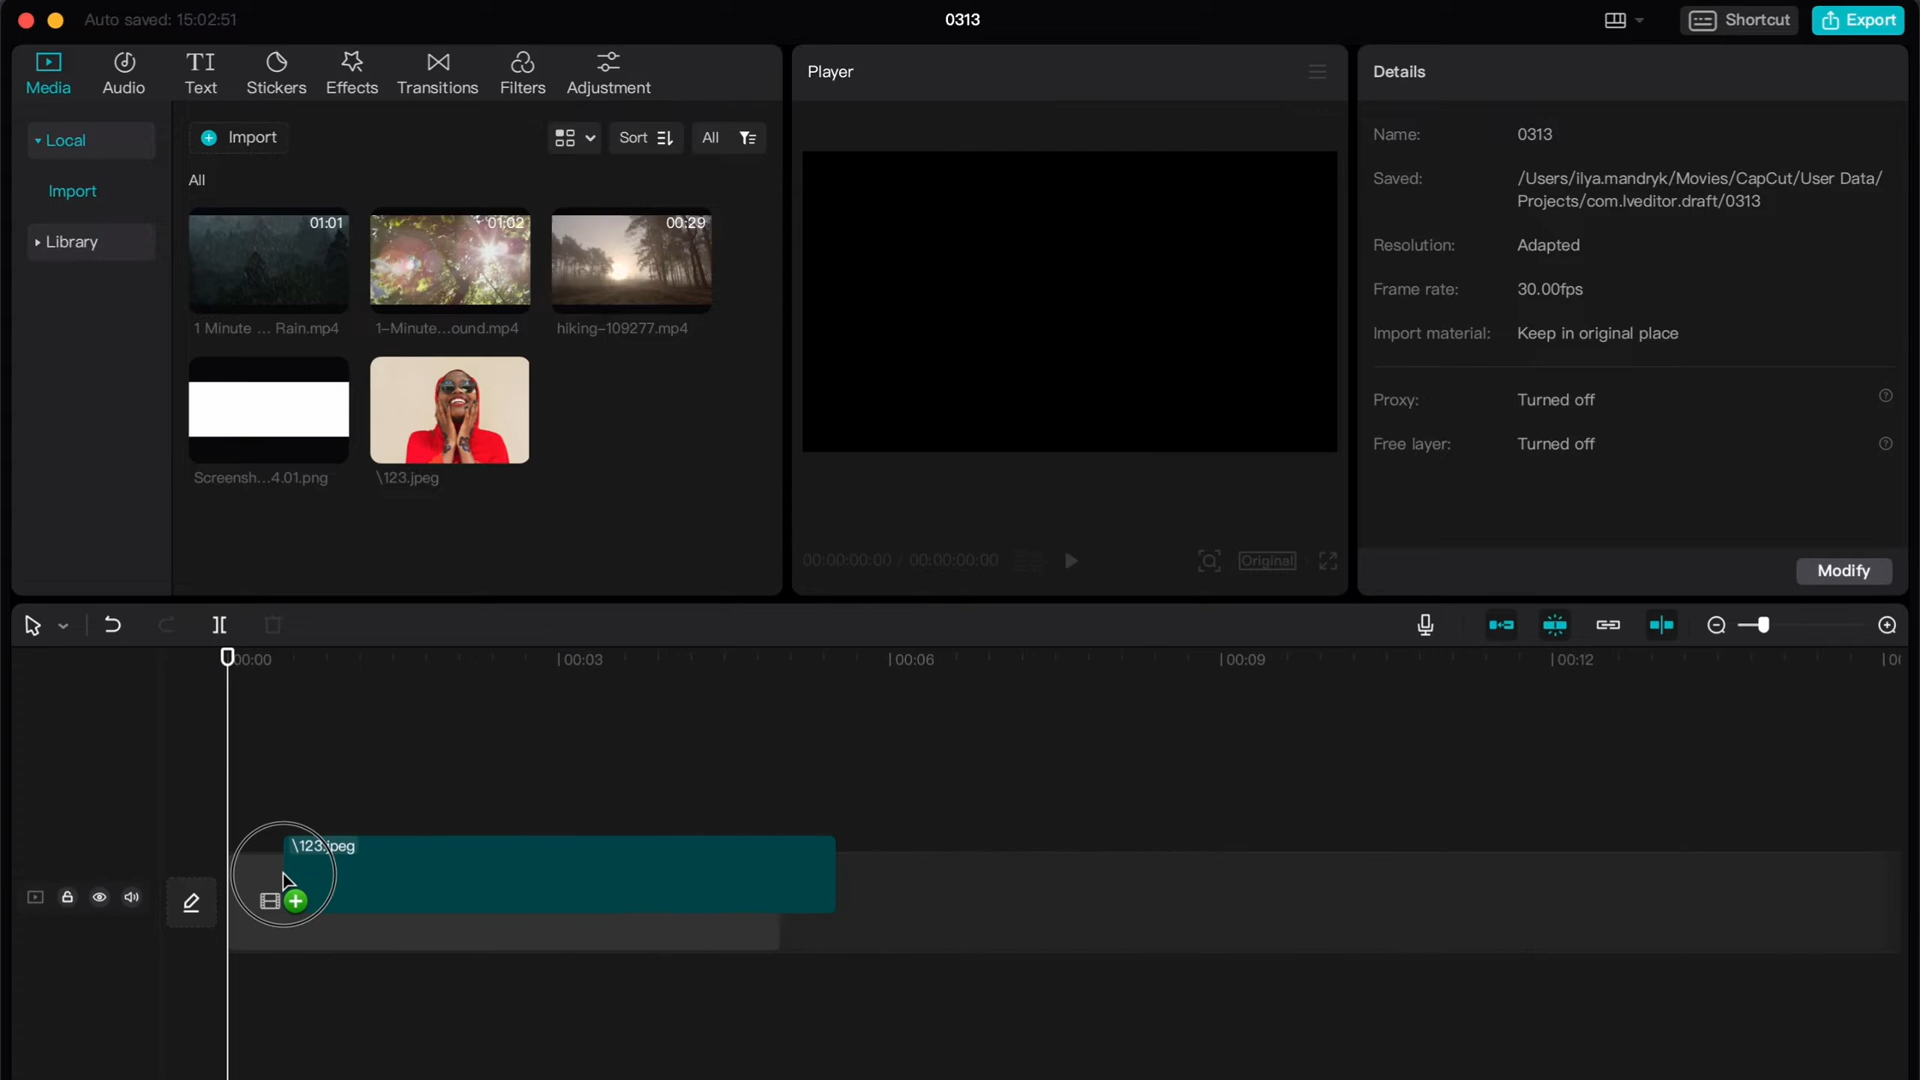 Auto saved: 15:02:51
0313
Shortcut
Export
Media
Audio
TI
Text
Stickers
Effects
Transitions
Filters
Adjustment
Local
Import
Library
Import
Sort
All
All
01:01
1 Minute ... Rain.mp4
01:02
1-Minute...ound.mp4
00:29
hiking-109277.mp4
Screensh...4.01.png
\123.jpeg
Player
00:00:00:00 / 00:00:00:00
Original
Details
Name: 0313
Saved: /Users/ilya.mandryk/Movies/CapCut/User Data/
Projects/com.lveditor.draft/0313
Resolution: Adapted
Frame rate: 30.00fps
Import material: Keep in original place
Proxy: Turned off
Free layer: Turned off
Modify
00:00
00:03
00:06
00:09
00:12
\123.jpeg